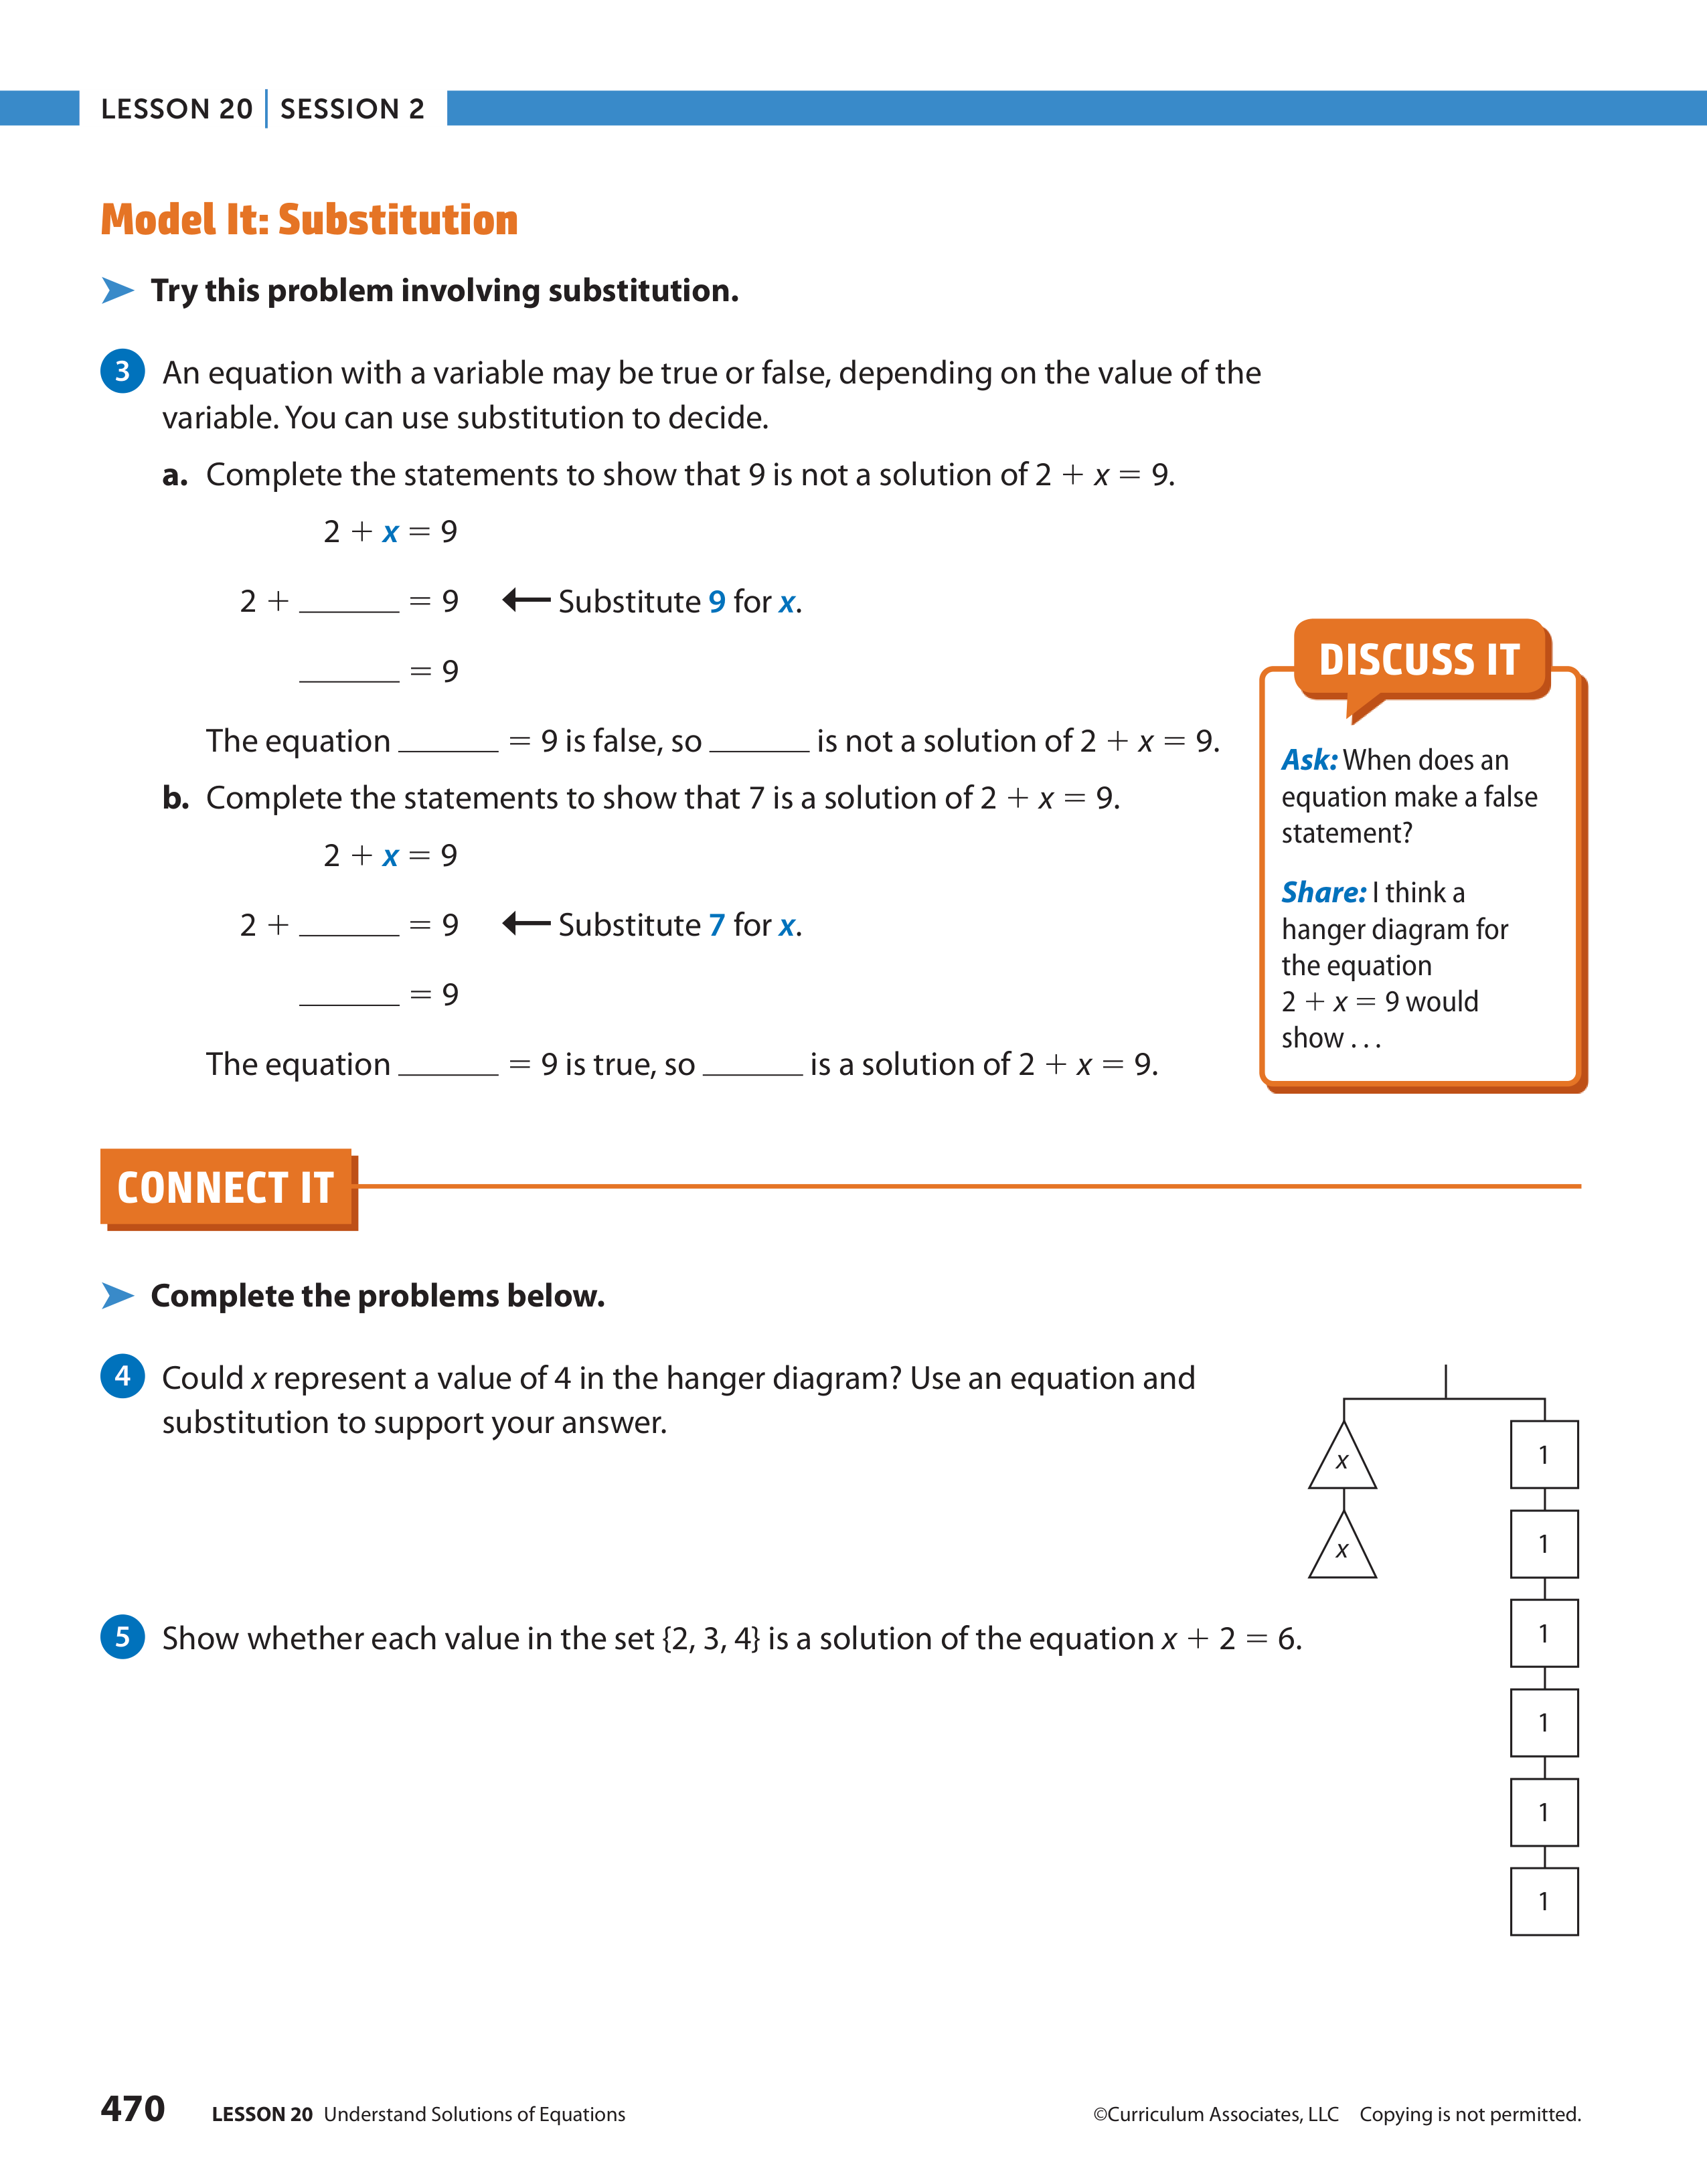 LESSON 20 | SESSION 2
Model It: Substitution
➤ Try this problem involving substitution.
3 An equation with a variable may be true or false, depending on the value of the
variable. You can use substitution to decide.
a. Complete the statements to show that 9 is not a solution of 2 + x = 9.
2 + x = 9
2 + ______ = 9 ← Substitute 9 for x.
______ = 9
The equation ______ = 9 is false, so ______ is not a solution of 2 + x = 9.
b. Complete the statements to show that 7 is a solution of 2 + x = 9.
2 + x = 9
2 + ______ = 9 ← Substitute 7 for x.
______ = 9
The equation ______ = 9 is true, so ______ is a solution of 2 + x = 9.
DISCUSS IT
Ask: When does an
equation make a false
statement?
Share: I think a
hanger diagram for
the equation
2 + x = 9 would
show . . .
CONNECT IT
➤ Complete the problems below.
4 Could x represent a value of 4 in the hanger diagram? Use an equation and
substitution to support your answer.
x
x
1
1
1
1
1
1
5 Show whether each value in the set {2, 3, 4} is a solution of the equation x + 2 = 6.
470 LESSON 20 Understand Solutions of Equations
©Curriculum Associates, LLC Copying is not permitted.